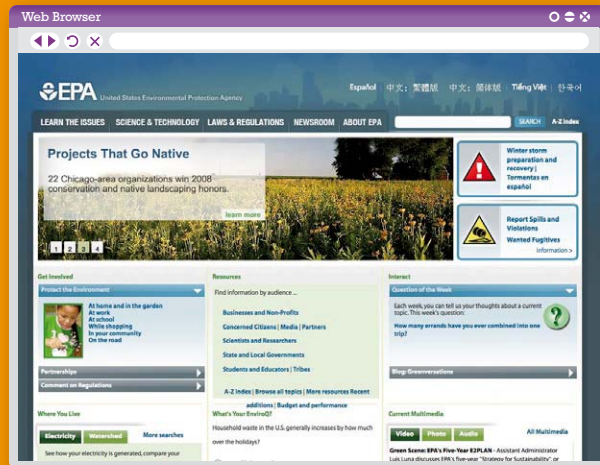 Web Browser
EPA United States Environmental Protection Agency
Español | 中文: 繁體版 | 中文: 简体版 | Tiếng Việt | 한국어
LEARN THE ISSUES SCIENCE & TECHNOLOGY LAWS & REGULATIONS NEWSROOM ABOUT EPA SEARCH A-Z Index
Projects That Go Native
22 Chicago-area organizations win 2008
conservation and native landscaping honors.
learn more
1 2 3 4
Winter storm
preparation and
recovery |
Tormentas en
español
Report Spills and
Violations
Wanted Fugitives
information >
Get Involved
Protect the Environment
At home and in the garden
At work
At school
While shopping
In your community
On the road
Partnerships
Comment on Regulations
Resources
Find information by audience...
Businesses and Non-Profits
Concerned Citizens | Media | Partners
Scientists and Researchers
State and Local Governments
Students and Educators | Tribes
A-Z Index | Browse all topics | More resources Recent
additions | Budget and performance
Interact
Question of the Week
Each week, you can tell us your thoughts about a current
topic. This week's question:
How many errands have you ever combined into one
trip?
?
Blog: Greenversations
Where You Live
Electricity Watershed More searches
See how your electricity is generated, compare your
What's Your EnviroQ?
Household waste in the U.S. generally increases by how much
over the holidays?
Current Multimedia
Video Photo Audio All Multimedia
Green Scene: EPA's Five-Year E2PLAN - Assistant Administrator
Luis Luna discusses EPA's five-year "Strategy for Sustainability", or